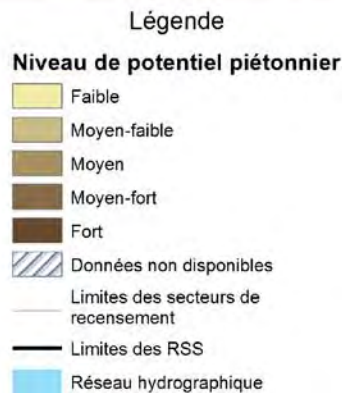 Légende
Niveau de potentiel piétonnier
Faible
Moyen-faible
Moyen
Moyen-fort
Fort
Données non disponibles
Limites des secteurs de
recensement
Limites des RSS
Réseau hydrographique